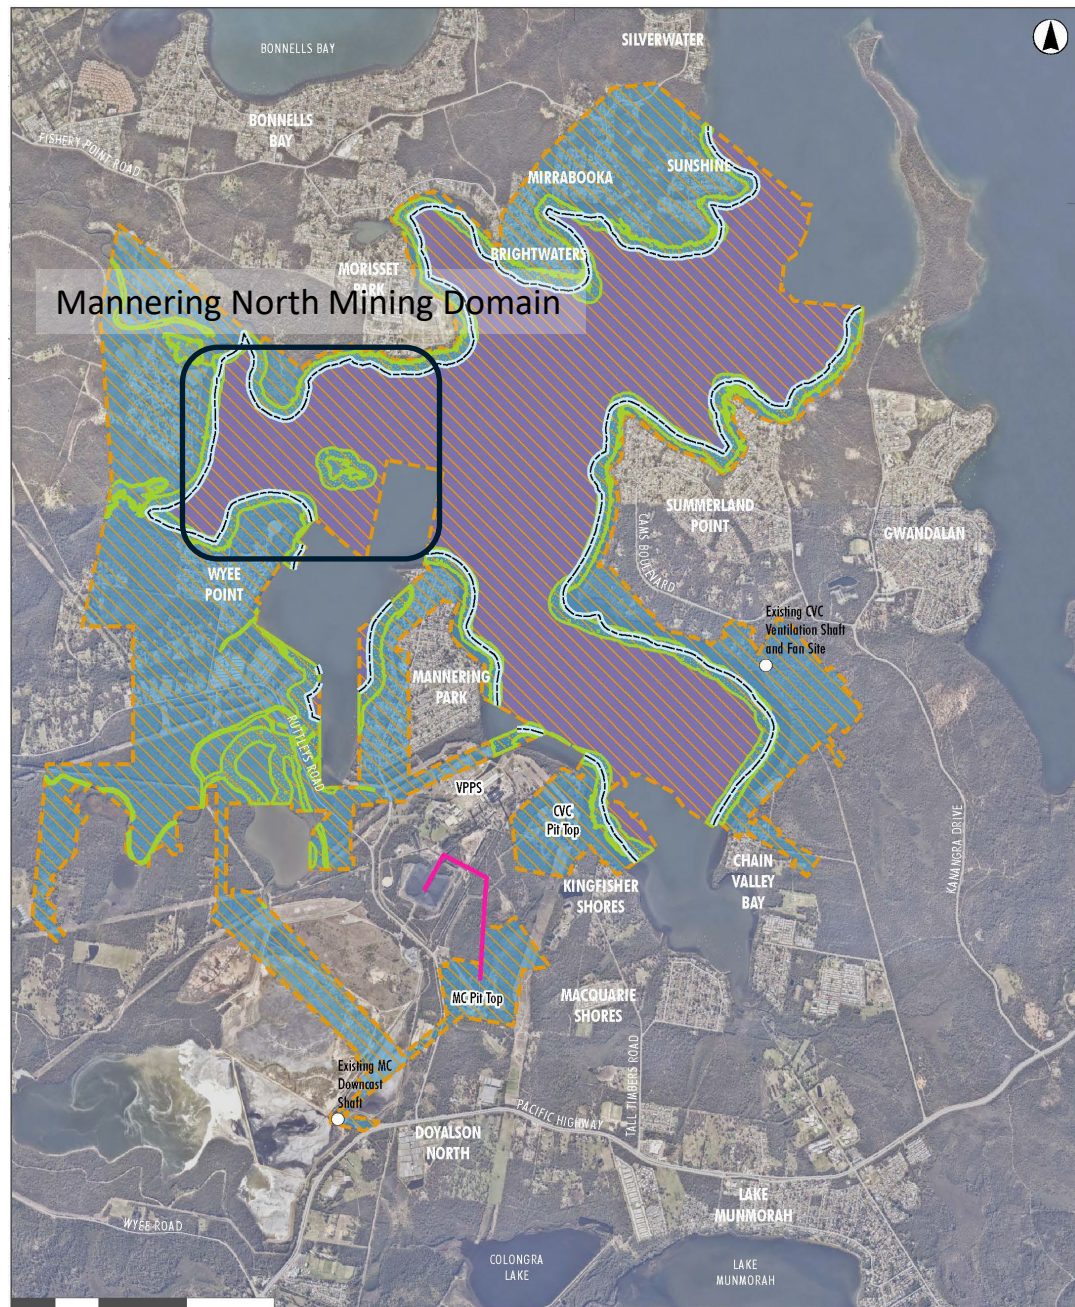 SILVERWATER
BONNELLS BAY
BONNELLS
BAY
FISHERY POINT ROAD
SUNSHINE
MIRRABOOKA
BRIGHTWATERS
MORISSET
PARK
Mannering North Mining Domain
SUMMERLAND
POINT
GWANDALAN
CAMS BOULEVARD
WYEE
POINT
Existing CVC
Ventilation Shaft
and Fan Site
MANNERING
PARK
RUTTLEYS ROAD
VPPS
CVC
Pit Top
KANANGRA DRIVE
CHAIN
VALLEY
BAY
KINGFISHER
SHORES
MC Pit Top
MACQUARIE
SHORES
Existing MC
Downcast
Shaft
TALL TIMBERS ROAD
PACIFIC HIGHWAY
DOYALSON
NORTH
LAKE
MUNMORAH
WYEE ROAD
COLONGRA
LAKE
LAKE
MUNMORAH